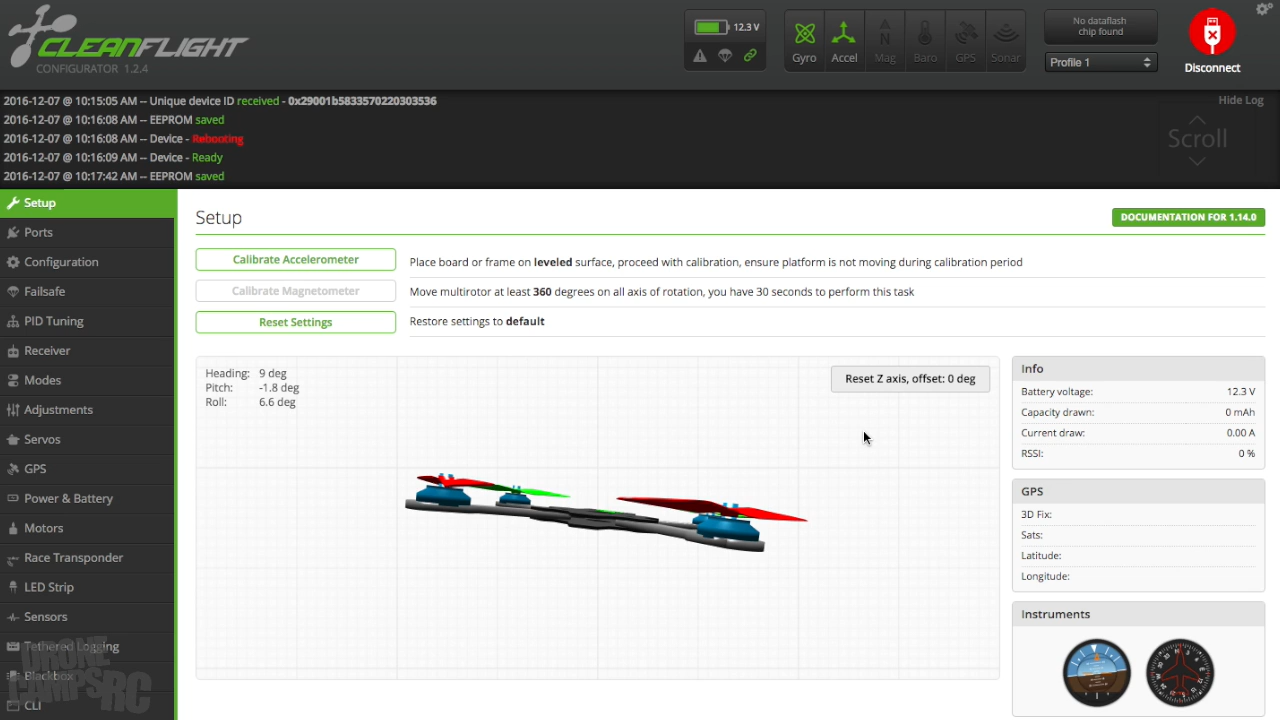 CLEANFLIGHT
CONFIGURATOR 1.2.4
12.3 V
Gyro
Accel
Mag
Baro
GPS
Sonar
No dataflash
chip found
Profile 1
Disconnect
2016-12-07 @ 10:15:05 AM -- Unique device ID received - 0x29001b5833570220303536
2016-12-07 @ 10:16:08 AM -- EEPROM saved
2016-12-07 @ 10:16:08 AM -- Device - Rebooting
2016-12-07 @ 10:16:09 AM -- Device - Ready
2016-12-07 @ 10:17:42 AM -- EEPROM saved
Hide Log
Scroll
Setup
Ports
Configuration
Failsafe
PID Tuning
Receiver
Modes
Adjustments
Servos
GPS
Power & Battery
Motors
Race Transponder
LED Strip
Sensors
Tethered Logging
Blackbox
CLI
DRONE
CAMPSRC
Setup
DOCUMENTATION FOR 1.14.0
Calibrate Accelerometer
Place board or frame on leveled surface, proceed with calibration, ensure platform is not moving during calibration period
Calibrate Magnetometer
Move multirotor at least 360 degrees on all axis of rotation, you have 30 seconds to perform this task
Reset Settings
Restore settings to default
Heading: 9 deg
Pitch: -1.8 deg
Roll: 6.6 deg
Reset Z axis, offset: 0 deg
Info
Battery voltage: 12.3 V
Capacity drawn: 0 mAh
Current draw: 0.00 A
RSSI: 0 %
GPS
3D Fix:
Sats:
Latitude:
Longitude:
Instruments